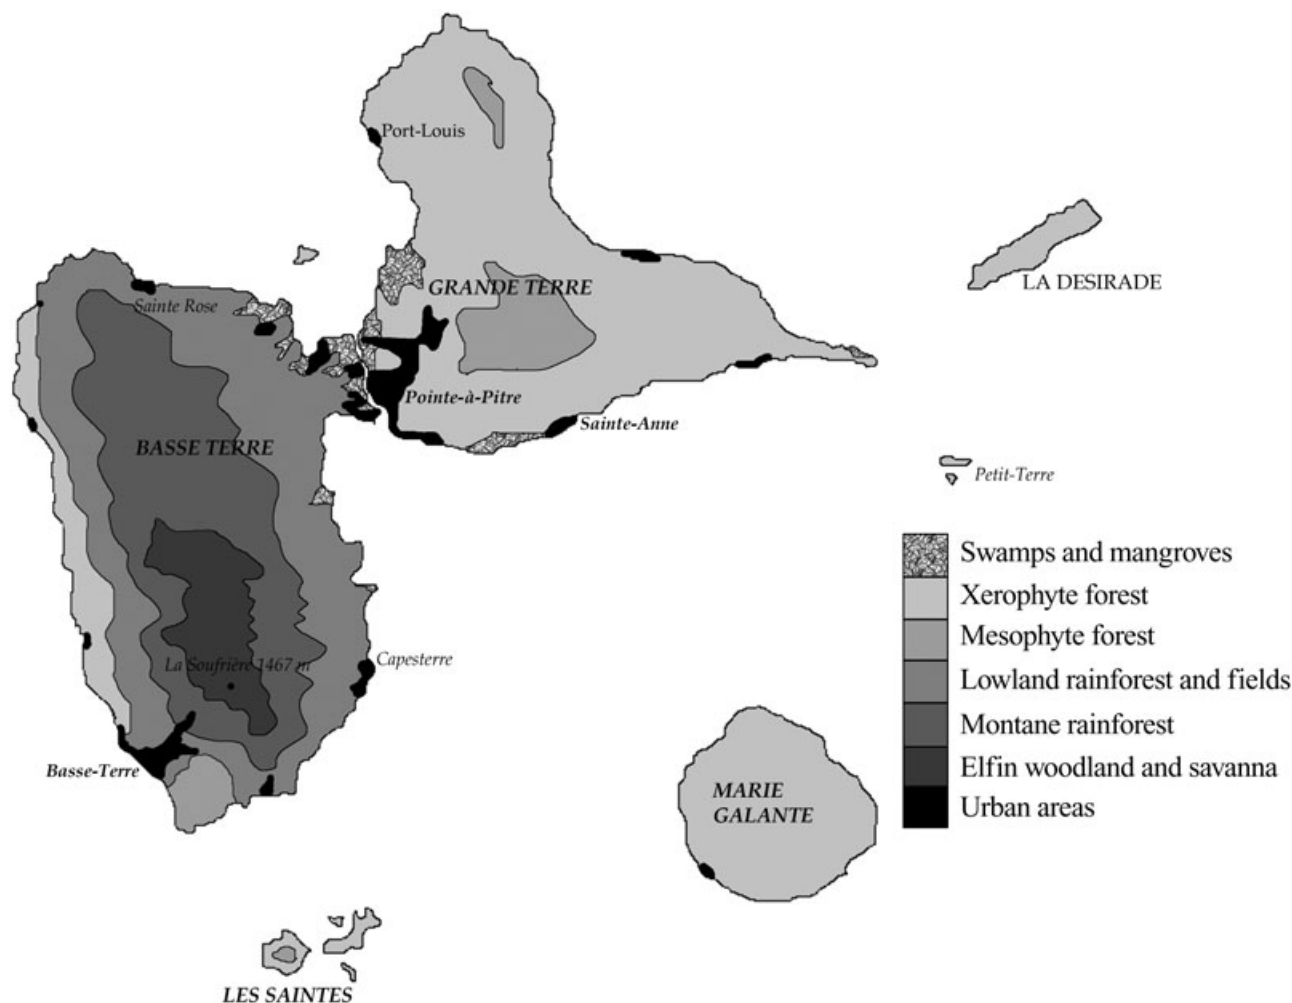 Port-Louis
GRANDE TERRE
LA DESIRADE
Sainte Rose
Pointe-à-Pitre
Sainte-Anne
BASSE TERRE
Petit-Terre
La Soufrière 1467 m
Capesterre
Basse-Terre
MARIE
GALANTE
LES SAINTES
Swamps and mangroves
Xerophyte forest
Mesophyte forest
Lowland rainforest and fields
Montane rainforest
Elfin woodland and savanna
Urban areas